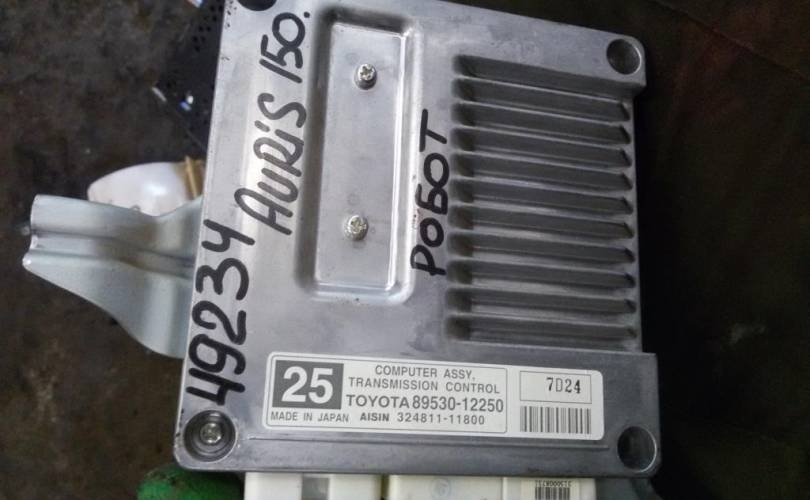 49234
AURiS 150.
РОБОТ
25
COMPUTER ASSY,
TRANSMISSION CONTROL
TOYOTA 89530-12250
MADE IN JAPAN AISIN 324811-11800
7D24